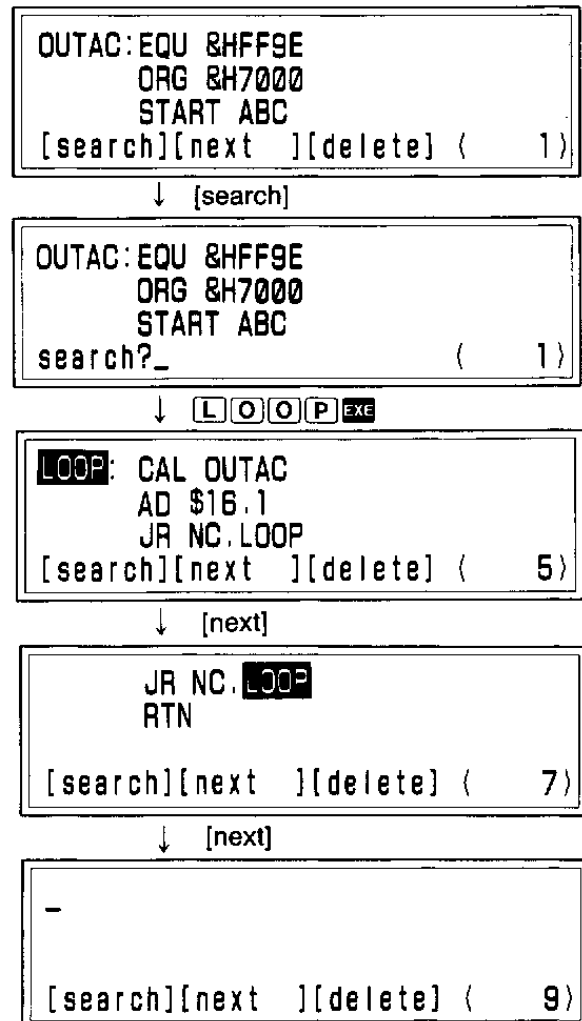 OUTAC:EQU &HFF9E
ORG &H7000
START ABC
[search][next ][delete] ( 1)
↓ [search]
OUTAC:EQU &HFF9E
ORG &H7000
START ABC
search?_ ( 1)
↓ [L][O][O][P][EXE]
LOOP: CAL OUTAC
AD $16,1
JR NC,LOOP
[search][next ][delete] ( 5)
↓ [next]
JR NC,LOOP
RTN
[search][next ][delete] ( 7)
↓ [next]
_
[search][next ][delete] ( 9)